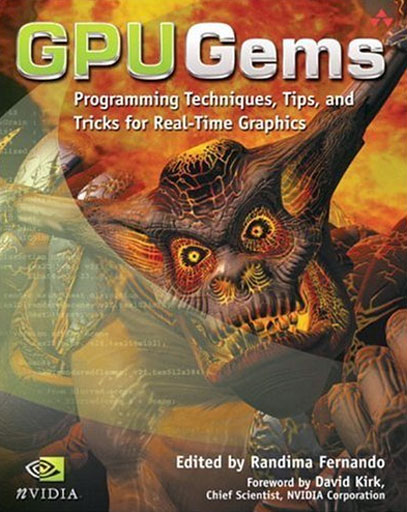 GPU Gems
Programming Techniques, Tips, and
Tricks for Real-Time Graphics
Edited by Randima Fernando
Foreword by David Kirk,
Chief Scientist, NVIDIA Corporation
nVIDIA